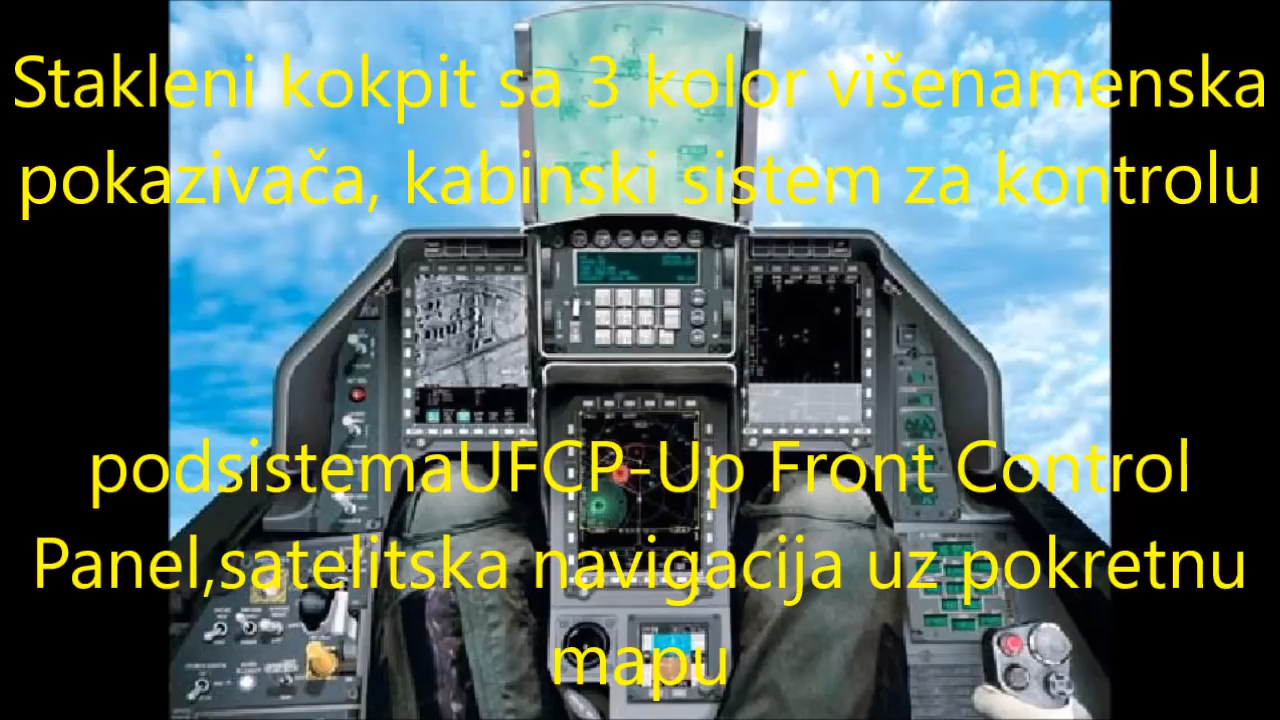 Stakleni kokpit sa 3 kolor višenamenska
pokazivača, kabinski sistem za kontrolu
podsistemaUFCP-Up Front Control
Panel,satelitska navigacija uz pokretnu
mapu